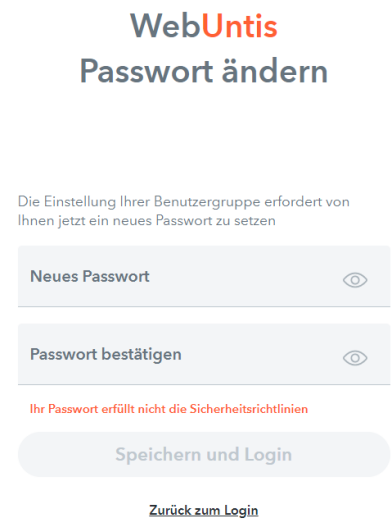 WebUntis
Passwort ändern
Die Einstellung Ihrer Benutzergruppe erfordert von
Ihnen jetzt ein neues Passwort zu setzen
Neues Passwort
Passwort bestätigen
Ihr Passwort erfüllt nicht die Sicherheitsrichtlinien
Speichern und Login
Zurück zum Login